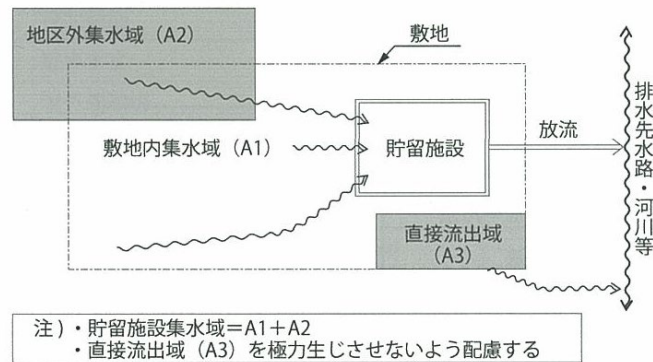 地区外集水域（A2）
敷地
敷地内集水域（A1）
貯留施設
放流
排水先水路・河川等
直接流出域
（A3）
注）・貯留施設集水域＝A1＋A2
・直接流出域（A3）を極力生じさせないよう配慮する